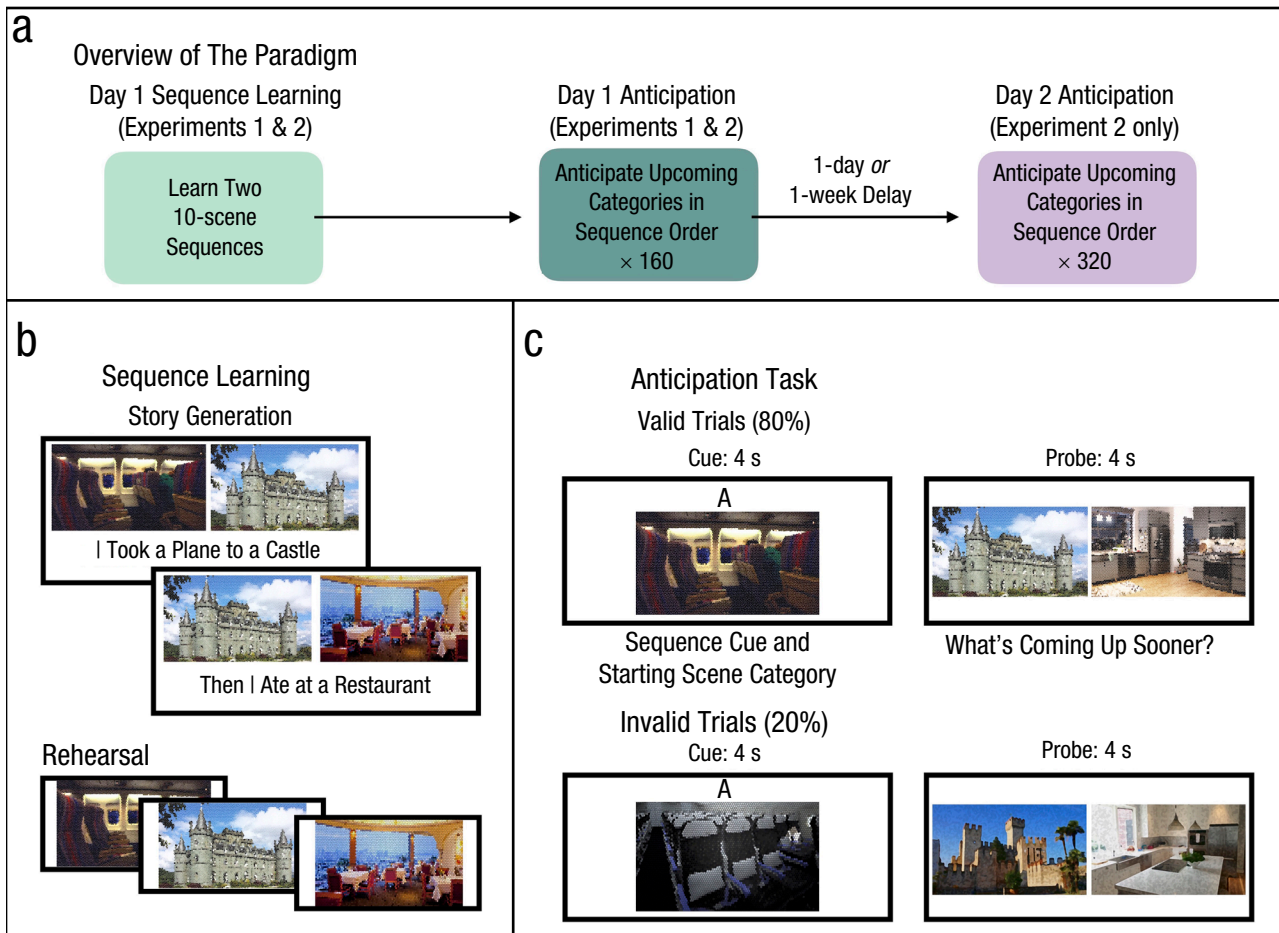 a
Overview of The Paradigm
Day 1 Sequence Learning
(Experiments 1 & 2)
Learn Two
10-scene
Sequences
Day 1 Anticipation
(Experiments 1 & 2)
Anticipate Upcoming
Categories in
Sequence Order
× 160
1-day or
1-week Delay
Day 2 Anticipation
(Experiment 2 only)
Anticipate Upcoming
Categories in
Sequence Order
× 320
b
Sequence Learning
Story Generation
I Took a Plane to a Castle
Then I Ate at a Restaurant
Rehearsal
c
Anticipation Task
Valid Trials (80%)
Cue: 4 s
A
Sequence Cue and
Starting Scene Category
Probe: 4 s
What's Coming Up Sooner?
Invalid Trials (20%)
Cue: 4 s
A
Probe: 4 s